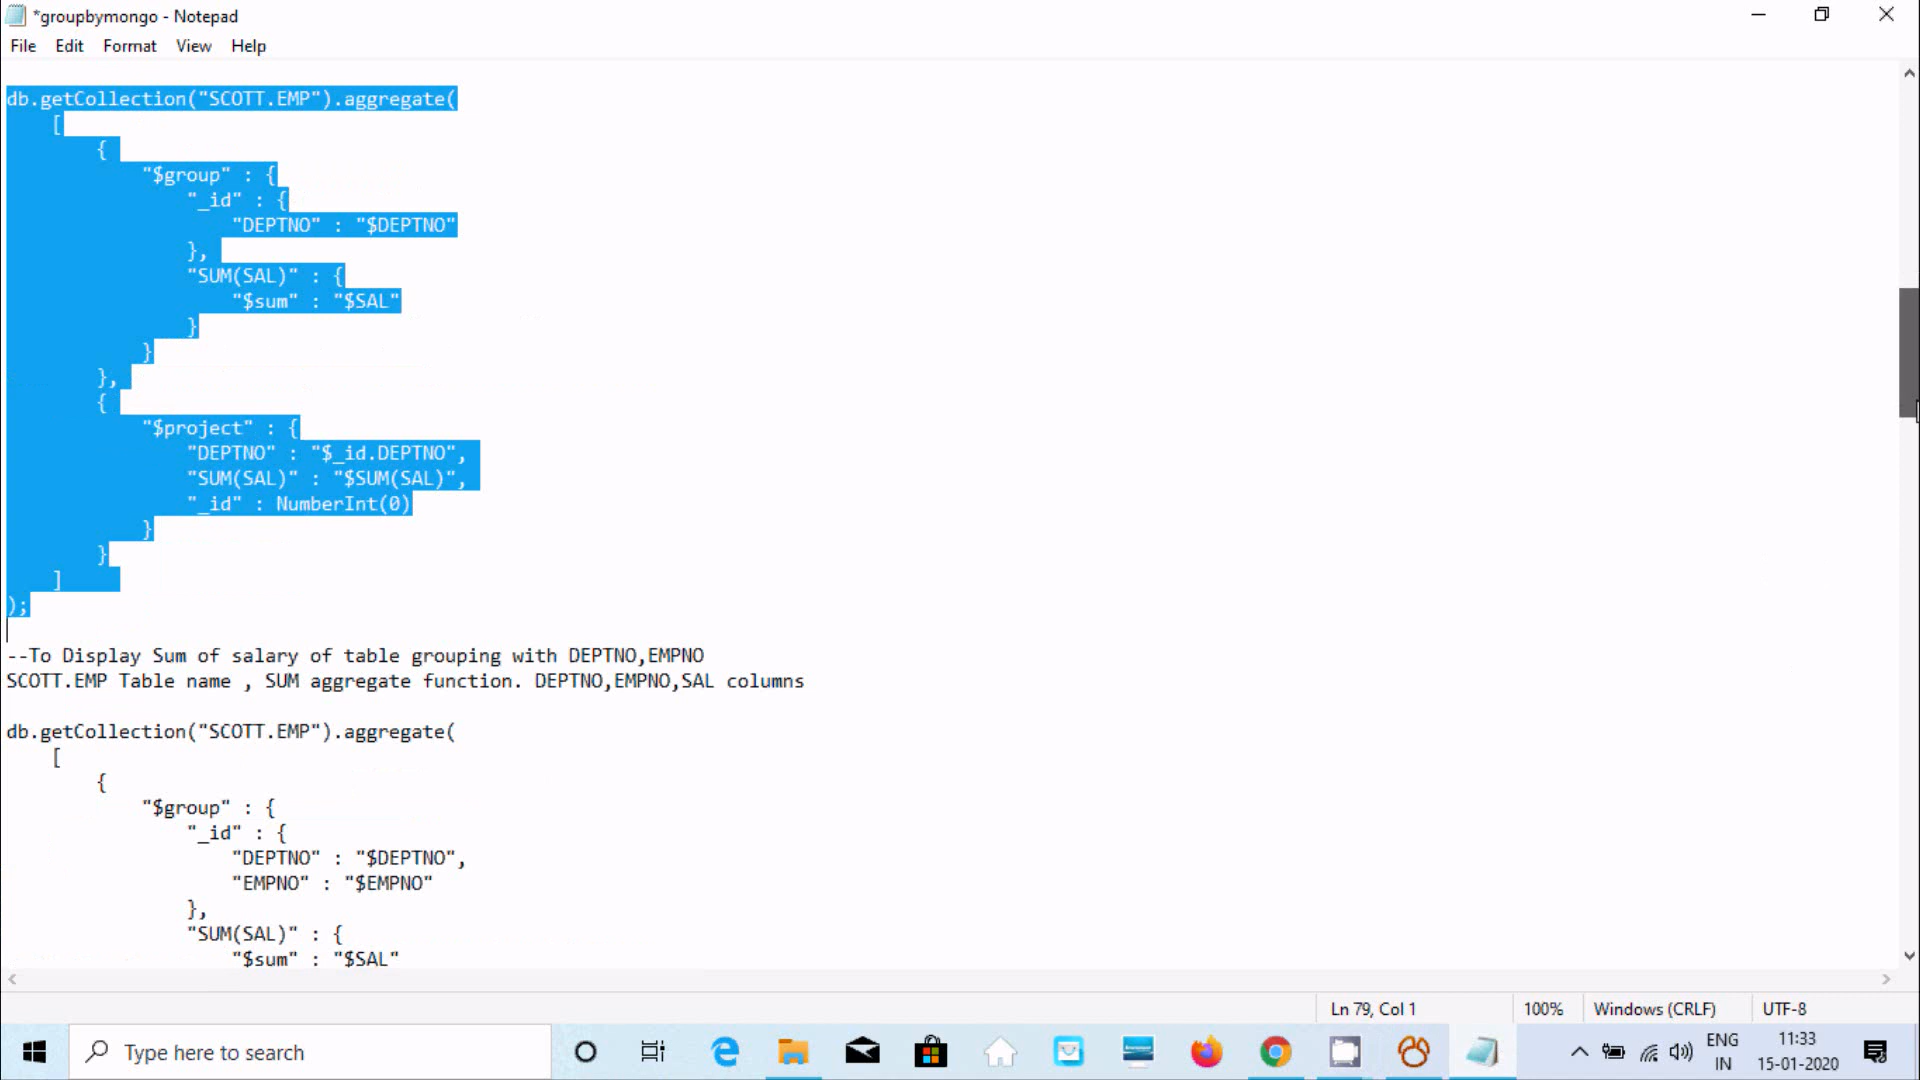 *groupbymongo - Notepad
File Edit Format View Help
db.getCollection("SCOTT.EMP").aggregate(
    [
        {
            "$group" : {
                "_id" : {
                    "DEPTNO" : "$DEPTNO"
                },
                "SUM(SAL)" : {
                    "$sum" : "$SAL"
                }
            }
        },
        {
            "$project" : {
                "DEPTNO" : "$_id.DEPTNO",
                "SUM(SAL)" : "$SUM(SAL)",
                "_id" : NumberInt(0)
            }
        }
    ]
);
--To Display Sum of salary of table grouping with DEPTNO,EMPNO
SCOTT.EMP Table name , SUM aggregate function. DEPTNO,EMPNO,SAL columns
db.getCollection("SCOTT.EMP").aggregate(
    [
        {
            "$group" : {
                "_id" : {
                    "DEPTNO" : "$DEPTNO",
                    "EMPNO" : "$EMPNO"
                },
                "SUM(SAL)" : {
                    "$sum" : "$SAL"
Ln 79, Col 1 100% Windows (CRLF) UTF-8
Type here to search
ENG 11:33
IN 15-01-2020